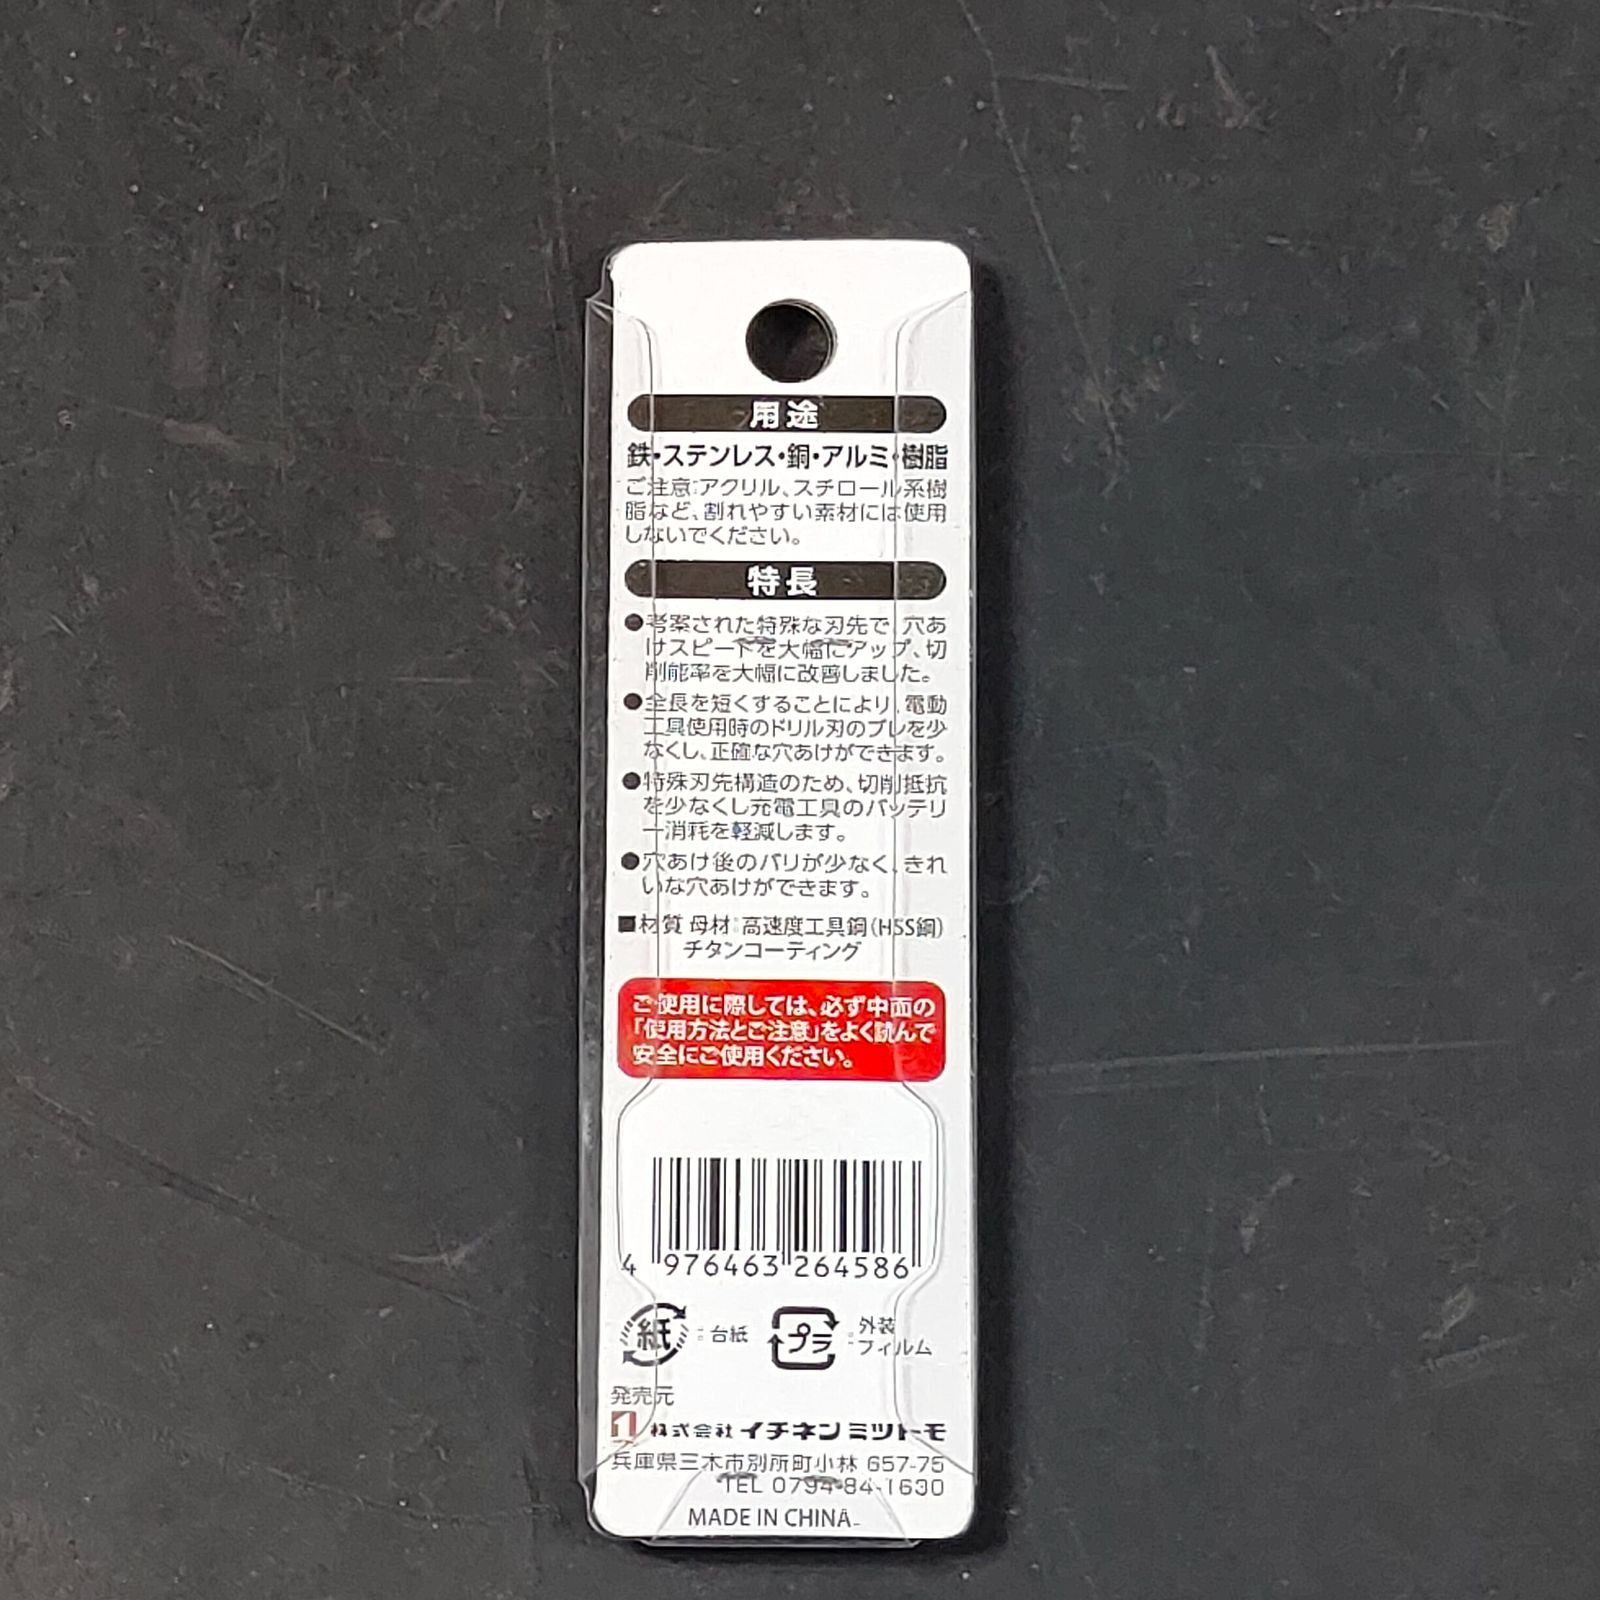 用途
鉄・ステンレス・銅・アルミ・樹脂
ご注意:アクリル、スチロール系樹
脂など、割れやすい素材には使用
しないでください。
特長
●考案された特殊な刃先で、穴あ
けスピードを大幅にアップ、切
削能率を大幅に改善しました。
●全長を短くすることにより、電動
工具使用時のドリル刃のブレを少
なくし、正確な穴あけができます。
●特殊刃先構造のため、切削抵抗
を少なくし充電工具のバッテリ
ー消耗を軽減します。
●穴あけ後のバリが少なく、きれ
いな穴あけができます。
■材質 母材:高速度工具鋼(HSS鋼)
チタンコーティング
ご使用に際しては、必ず中面の
「使用方法とご注意」をよく読んで
安全にご使用ください。
4 976463 264586
紙:台紙 プラ:外装
フィルム
発売元
1 株式会社 イチネンミツトモ
兵庫県三木市別所町小林 657-75
TEL 0794-84-1630
MADE IN CHINA